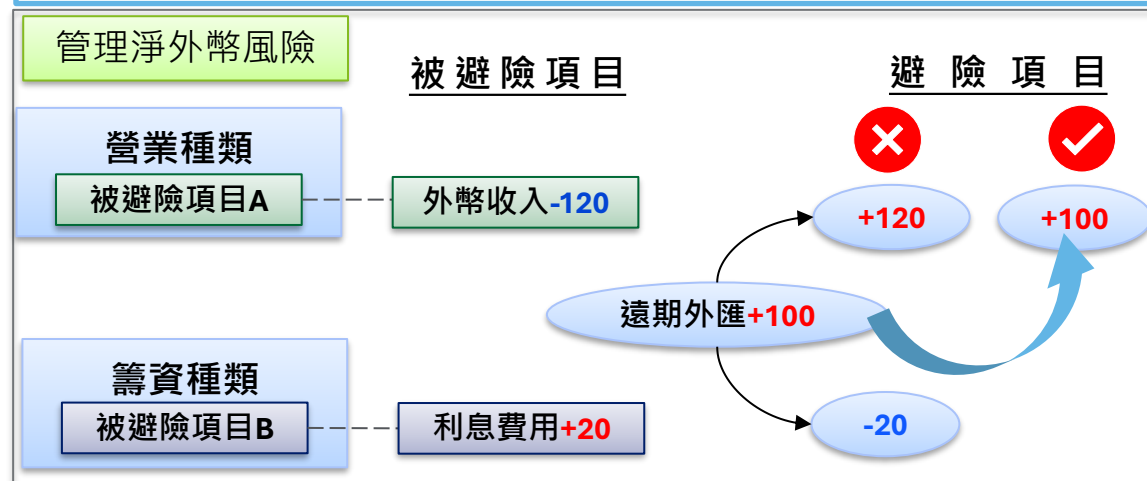 管理淨外幣風險
被避險項目
避險項目
營業種類
被避險項目A
外幣收入-120
+120
+100
遠期外匯+100
籌資種類
被避險項目B
利息費用+20
-20